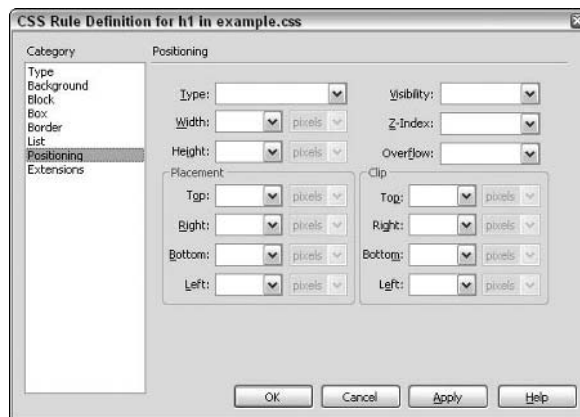 CSS Rule Definition for h1 in example.css
Category
Type
Background
Block
Box
Border
List
Positioning
Extensions
Positioning
Type:
Visibility:
Width: pixels
Z-Index:
Height: pixels
Overflow:
Placement
Top: pixels
Right: pixels
Bottom: pixels
Left: pixels
Clip
Top: pixels
Right: pixels
Bottom: pixels
Left: pixels
OK
Cancel
Apply
Help